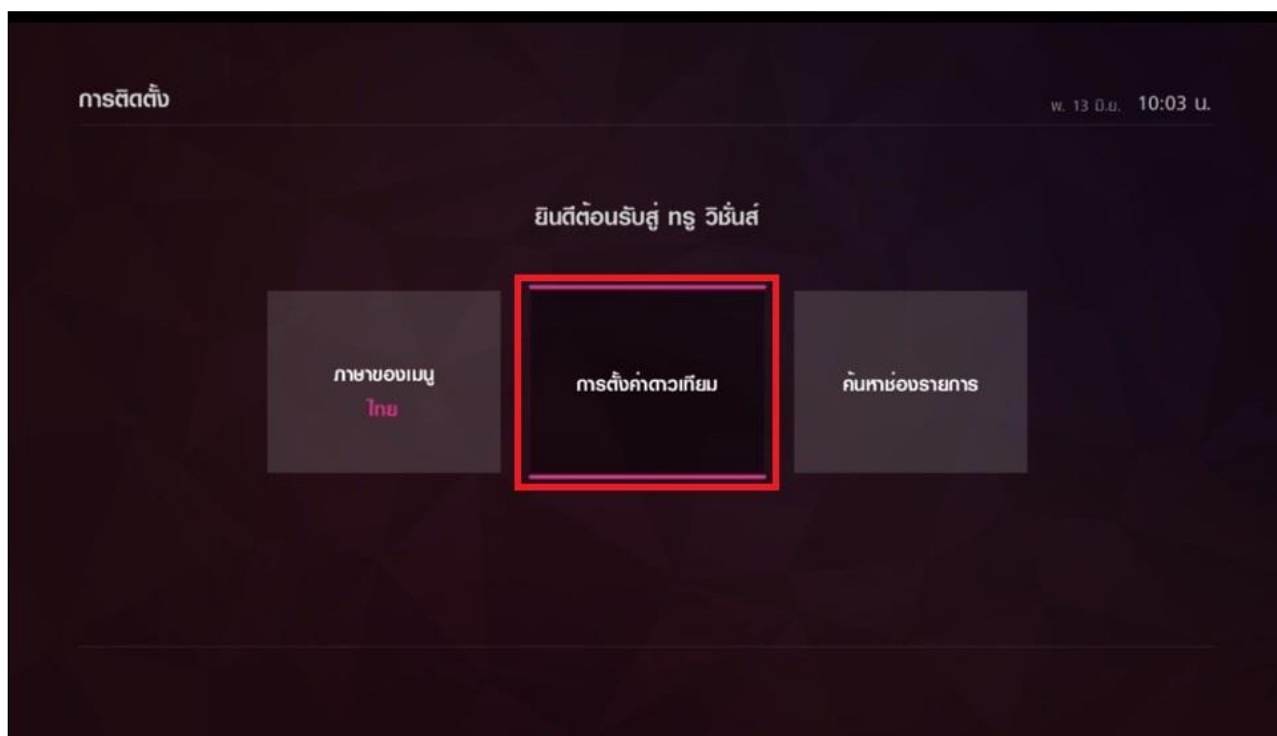 การติดตั้ง
พ. 13 มิ.ย. 10:03 น.
ยินดีต้อนรับสู่ ทรู วิชั่นส์
ภาษาของเมนู
ไทย
การตั้งค่าดาวเทียม
ค้นหาช่องรายการ